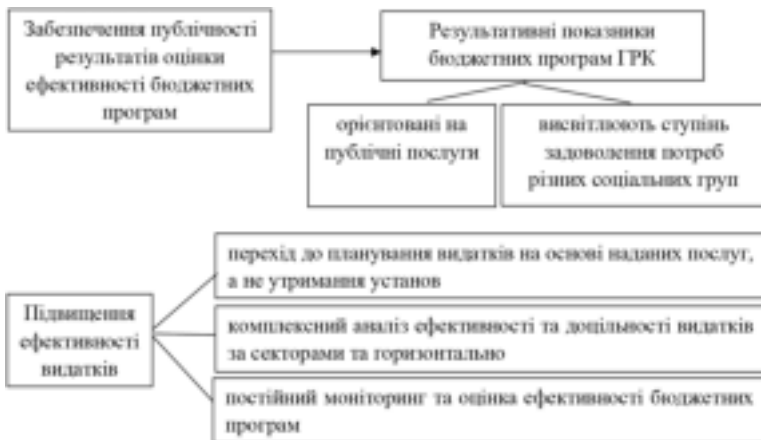 Забезпечення публічності
результатів оцінки
ефективності бюджетних
програм
Результативні показники
бюджетних програм ГРК
орієнтовані на
публічні послуги
висвітлюють ступінь
задоволення потреб
різних соціальних груп
Підвищення
ефективності
видатків
перехід до планування видатків на основі наданих послуг,
а не утримання установ
комплексний аналіз ефективності та доцільності видатків
за секторами та горизонтально
постійний моніторинг та оцінка ефективності бюджетних
програм